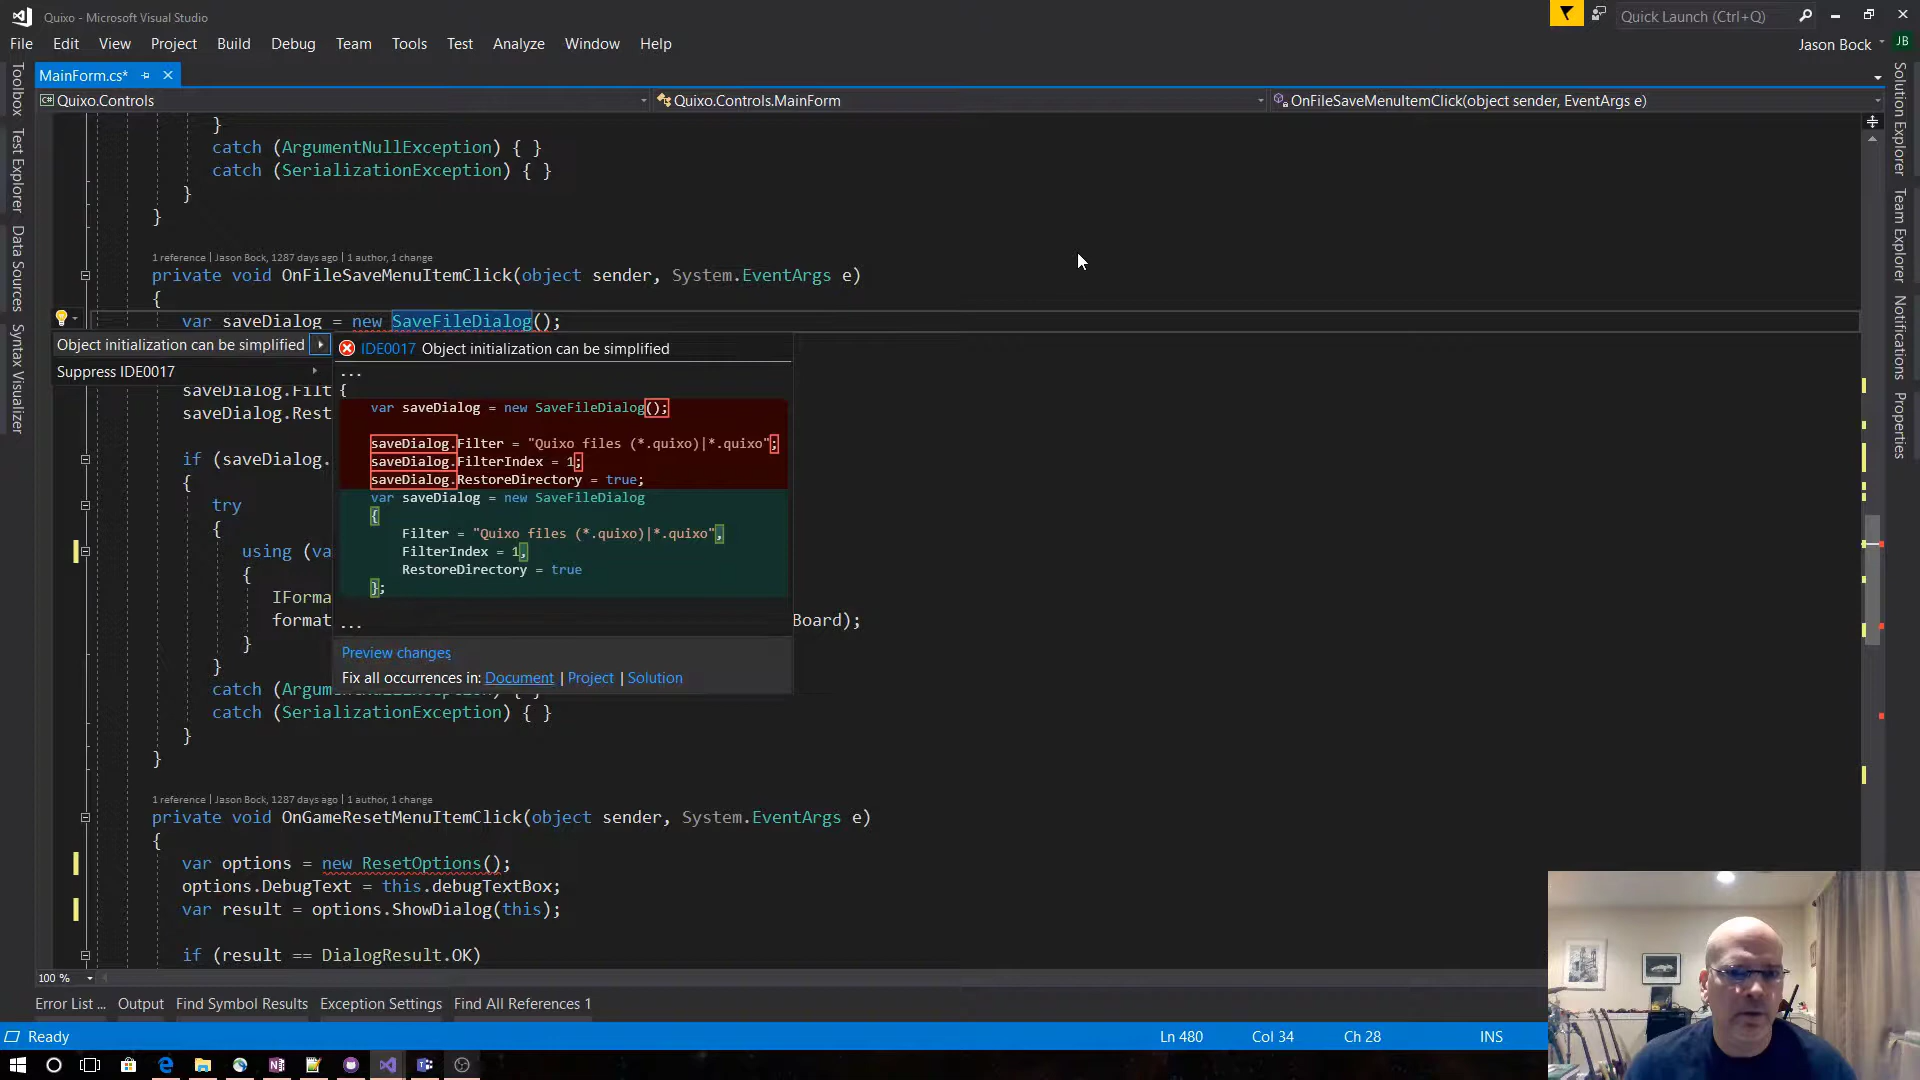 Quixo - Microsoft Visual Studio
Quick Launch (Ctrl+Q)
File Edit View Project Build Debug Team Tools Test Analyze Window Help
Jason Bock JB
MainForm.cs*
Quixo.Controls
Quixo.Controls.MainForm
OnFileSaveMenuItemClick(object sender, EventArgs e)
Toolbox
Test Explorer
Data Sources
Syntax Visualizer
Solution Explorer
Team Explorer
Notifications
Properties
}
catch (ArgumentNullException) { }
catch (SerializationException) { }
}
}
1 reference | Jason Bock, 1287 days ago | 1 author, 1 change
private void OnFileSaveMenuItemClick(object sender, System.EventArgs e)
{
var saveDialog = new SaveFileDialog();
Object initialization can be simplified
Suppress IDE0017
IDE0017 Object initialization can be simplified
...
{
var saveDialog = new SaveFileDialog();
saveDialog.Filter = "Quixo files (*.quixo)|*.quixo";
saveDialog.FilterIndex = 1;
saveDialog.RestoreDirectory = true;
var saveDialog = new SaveFileDialog
{
Filter = "Quixo files (*.quixo)|*.quixo",
FilterIndex = 1,
RestoreDirectory = true
};
...
Preview changes
Fix all occurrences in: Document | Project | Solution
saveDialog.Filt
saveDialog.Rest
if (saveDialog.
{
try
{
using (va
{
IForma
format
Board);
}
}
catch (Argum
catch (SerializationException) { }
}
}
1 reference | Jason Bock, 1287 days ago | 1 author, 1 change
private void OnGameResetMenuItemClick(object sender, System.EventArgs e)
{
var options = new ResetOptions();
options.DebugText = this.debugTextBox;
var result = options.ShowDialog(this);
if (result == DialogResult.OK)
100 %
Error List ... Output Find Symbol Results Exception Settings Find All References 1
Ready
Ln 480 Col 34 Ch 28 INS